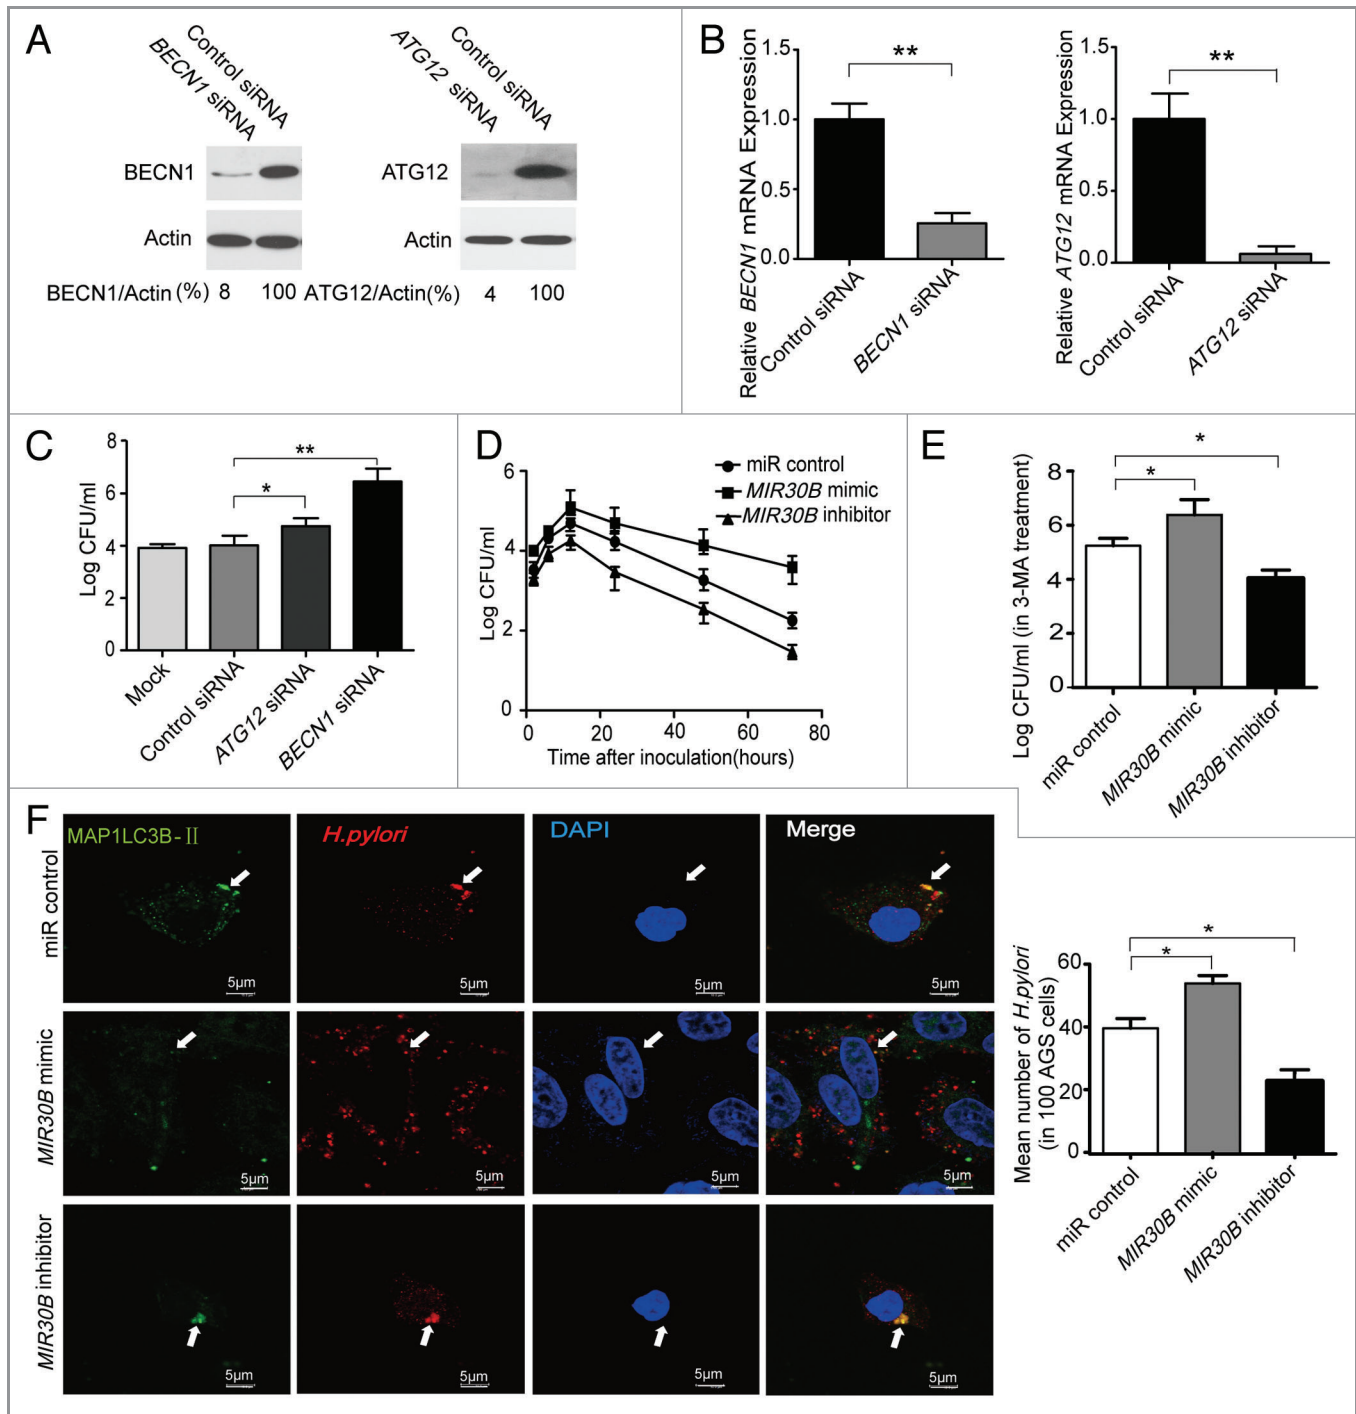 A
BECN1 siRNA
Control siRNA
ATG12 siRNA
Control siRNA
BECN1
Actin
BECN1/Actin (%) 8 100
ATG12
Actin
ATG12/Actin(%) 4 100
B
Relative BECN1 mRNA Expression
1.5
1.0
0.5
0.0
**
Control siRNA
BECN1 siRNA
Relative ATG12 mRNA Expression
1.5
1.0
0.5
0.0
**
Control siRNA
ATG12 siRNA
C
Log CFU/ml
8
6
4
2
0
**
*
Mock
Control siRNA
ATG12 siRNA
BECN1 siRNA
D
Log CFU/ml
6
4
2
0
miR control
MIR30B mimic
MIR30B inhibitor
0 20 40 60 80
Time after inoculation(hours)
E
Log CFU/ml (in 3-MA treatment)
8
6
4
2
0
*
*
miR control
MIR30B mimic
MIR30B inhibitor
F
MAP1LC3B-II
H.pylori
DAPI
Merge
miR control
5μm
5μm
5μm
5μm
MIR30B mimic
5μm
5μm
5μm
5μm
MIR30B inhibitor
5μm
5μm
5μm
5μm
Mean number of H.pylori
(in 100 AGS cells)
60
40
20
0
*
*
miR control
MIR30B mimic
MIR30B inhibitor